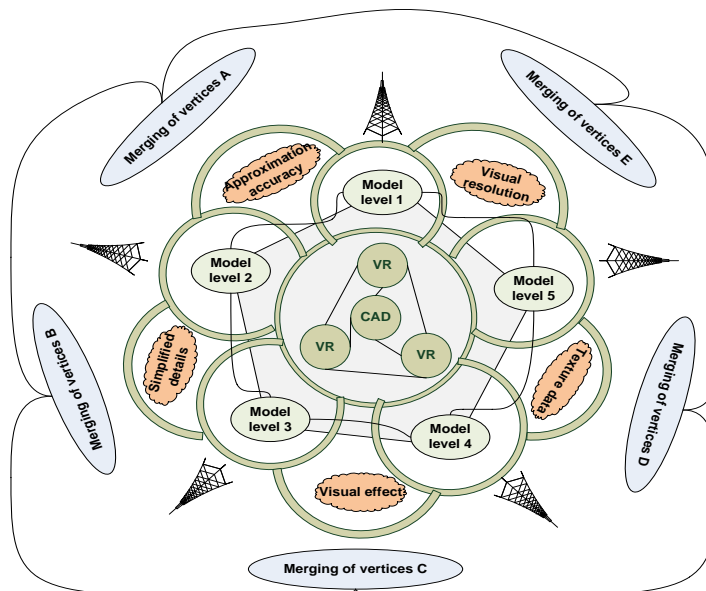 Merging of vertices A
Merging of vertices E
Approximation
accuracy
Visual
resolution
Model
level 1
Model
level 2
VR
Model
level 5
CAD
VR
VR
Simplified
details
Texture
data
Merging of vertices B
Merging of vertices D
Model
level 3
Model
level 4
Visual effect
Merging of vertices C